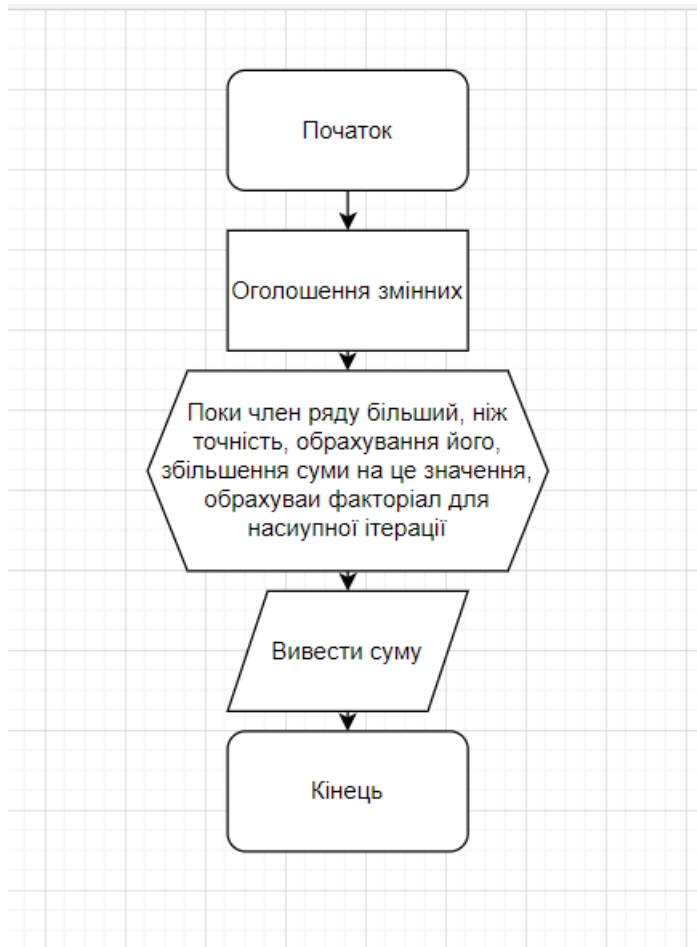 Початок
Оголошення змінних
Поки член ряду більший, ніж
точність, обрахування його,
збільшення суми на це значення,
обрахуваи факторіал для
насиупної ітерації
Вивести суму
Кінець